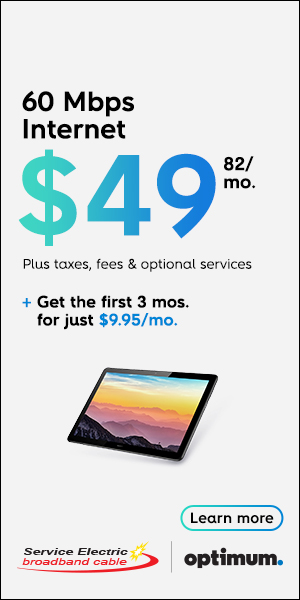 60 Mbps
Internet
$49 82/
mo.
Plus taxes, fees & optional services
+ Get the first 3 mos.
for just $9.95/mo.
Learn more
Service Electric
broadband cable
optimum.